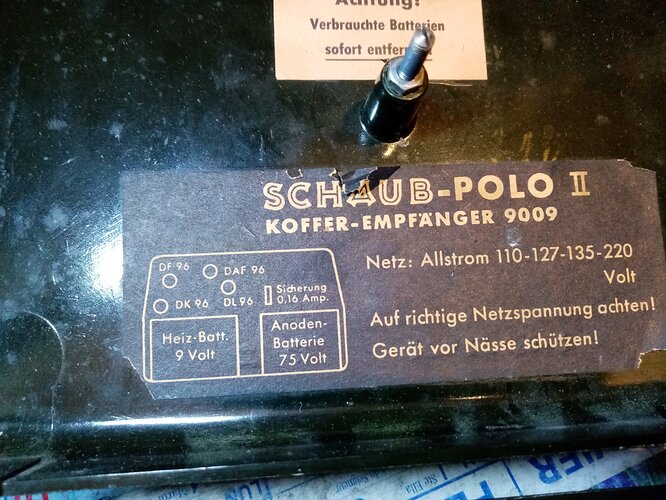 Achtung!
Verbrauchte Batterien
sofort entfernen
SCHAUB-POLO II
KOFFER-EMPFÄNGER 9009
DF 96
DAF 96
DK 96
DL 96
Sicherung
0,16 Amp.
Heiz-Batt.
9 Volt
Anoden-
Batterie
75 Volt
Netz: Allstrom 110-127-135-220
Volt
Auf richtige Netzspannung achten!
Gerät vor Nässe schützen!